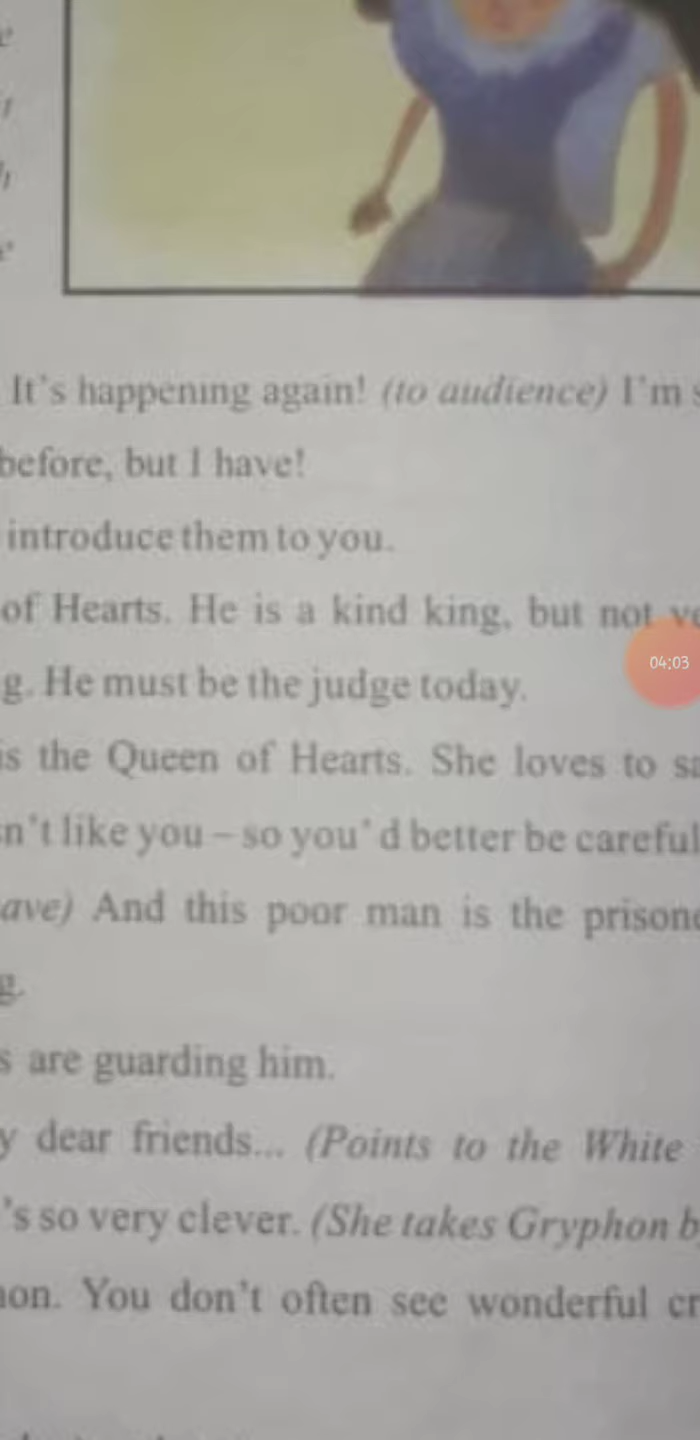 It's happening again! (to audience) I'm
before, but I have!
introduce them to you.
of Hearts. He is a kind king, but not
g. He must be the judge today.
is the Queen of Hearts. She loves to
n't like you – so you'd better be careful
ave) And this poor man is the prisone
g.
s are guarding him.
y dear friends... (Points to the White
's so very clever. (She takes Gryphon b
on. You don't often see wonderful cr
04:03